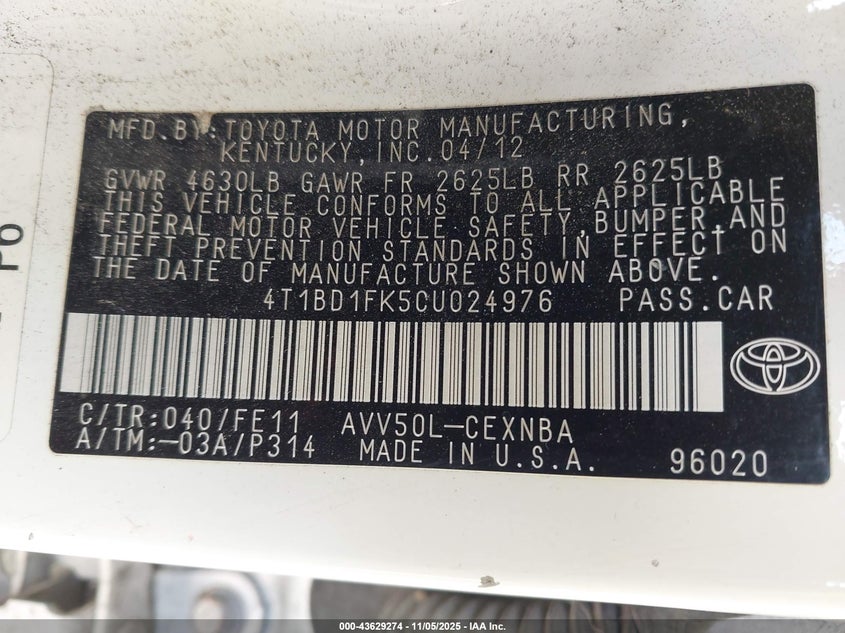 MFD. BY: TOYOTA MOTOR MANUFACTURING,
KENTUCKY, INC. 04/12
GVWR 4630LB GAWR FR 2625LB RR 2625LB
THIS VEHICLE CONFORMS TO ALL APPLICABLE
FEDERAL MOTOR VEHICLE SAFETY, BUMPER, AND
THEFT PREVENTION STANDARDS IN EFFECT ON
THE DATE OF MANUFACTURE SHOWN ABOVE.
4T1BD1FK5CU024976 PASS.CAR
C/TR: 040/FE11 AVV50L-CEXNBA
A/TM:-03A/P314 MADE IN U.S.A. 96020
000-43629274 | 11/05/2025 - IAA Inc.